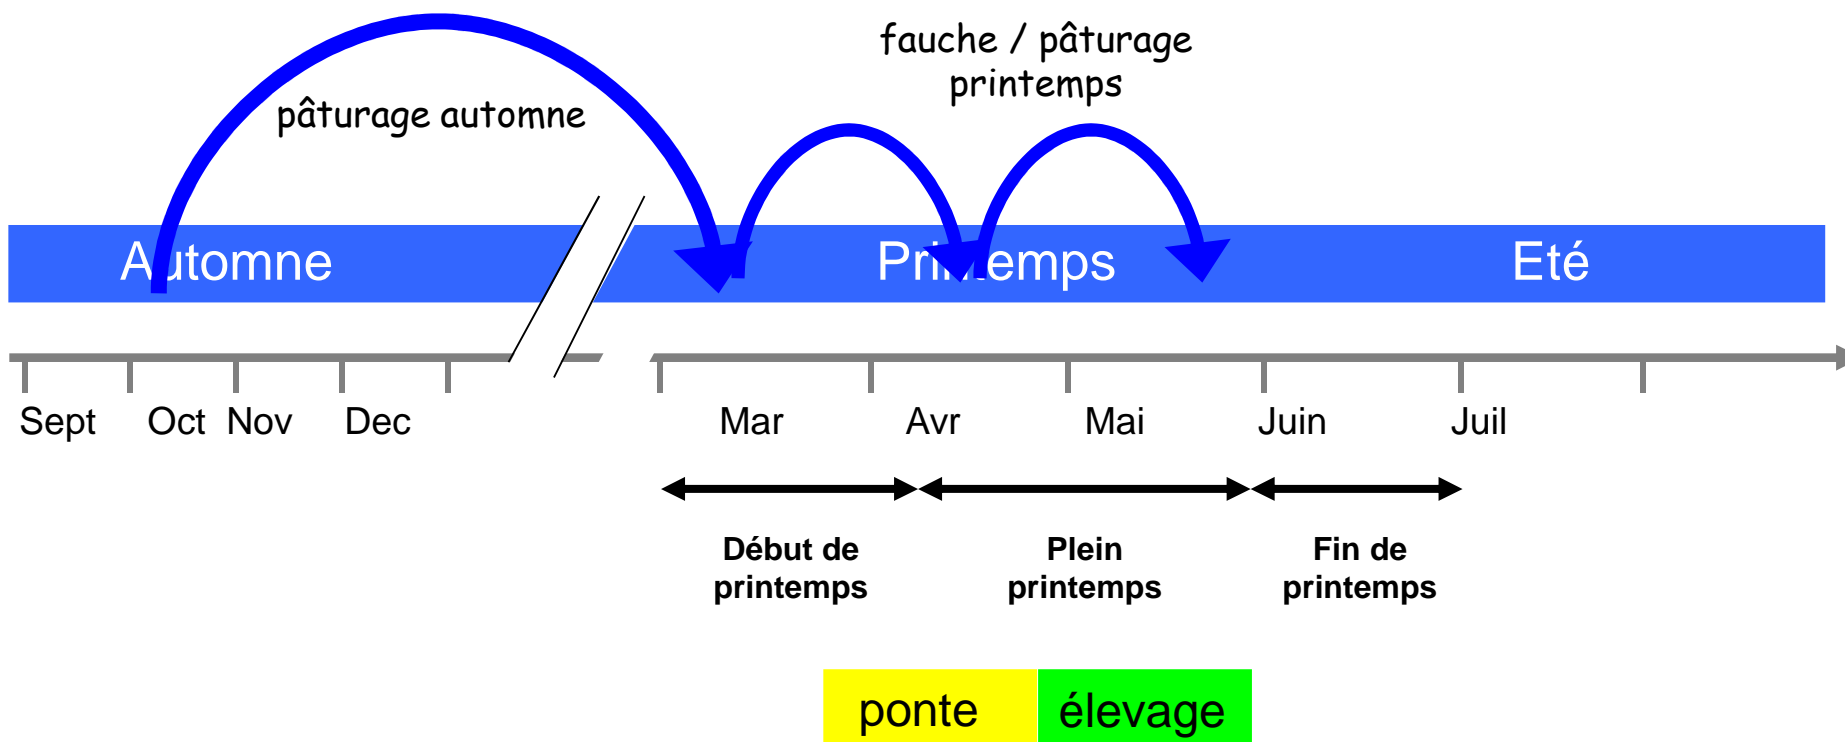 fauche / pâturage
printemps
pâturage automne
Automne
Printemps
Eté
Sept Oct Nov Dec Mar Avr Mai Juin Juil
Début de
printemps
Plein
printemps
Fin de
printemps
ponte
élevage